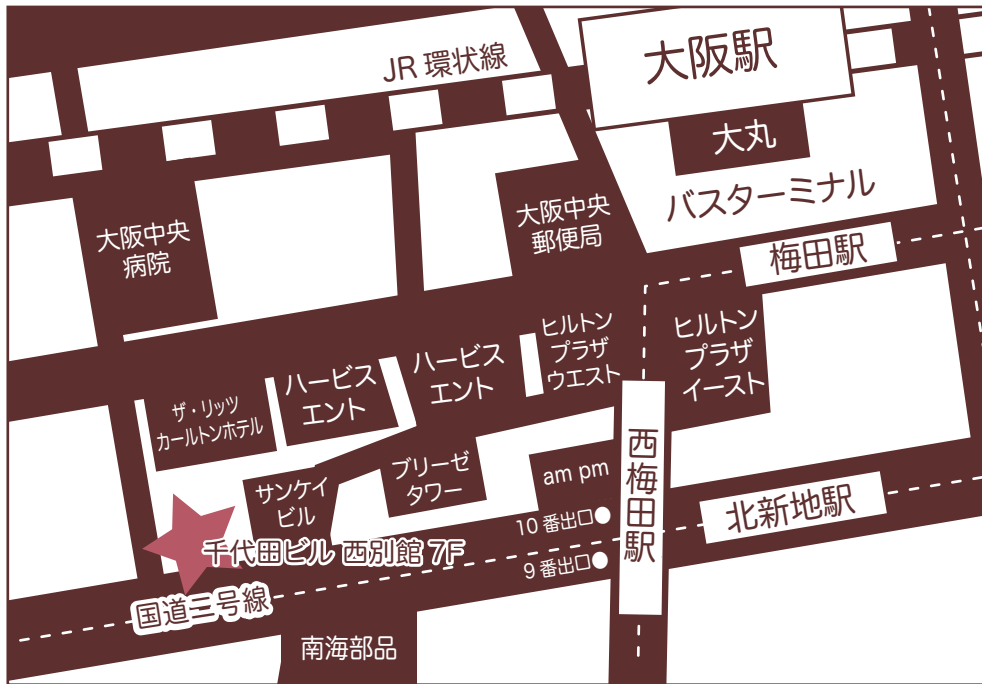 JR 環状線
大阪駅
大丸
バスターミナル
大阪中央
病院
大阪中央
郵便局
梅田駅
ヒルトン
プラザ
ウエスト
ヒルトン
プラザ
イースト
ハービス
エント
ハービス
エント
ザ・リッツ
カールトンホテル
サンケイ
ビル
ブリーゼ
タワー
am pm
西梅田駅
北新地駅
10 番出口
9 番出口
千代田ビル 西別館 7F
国道二号線
南海部品